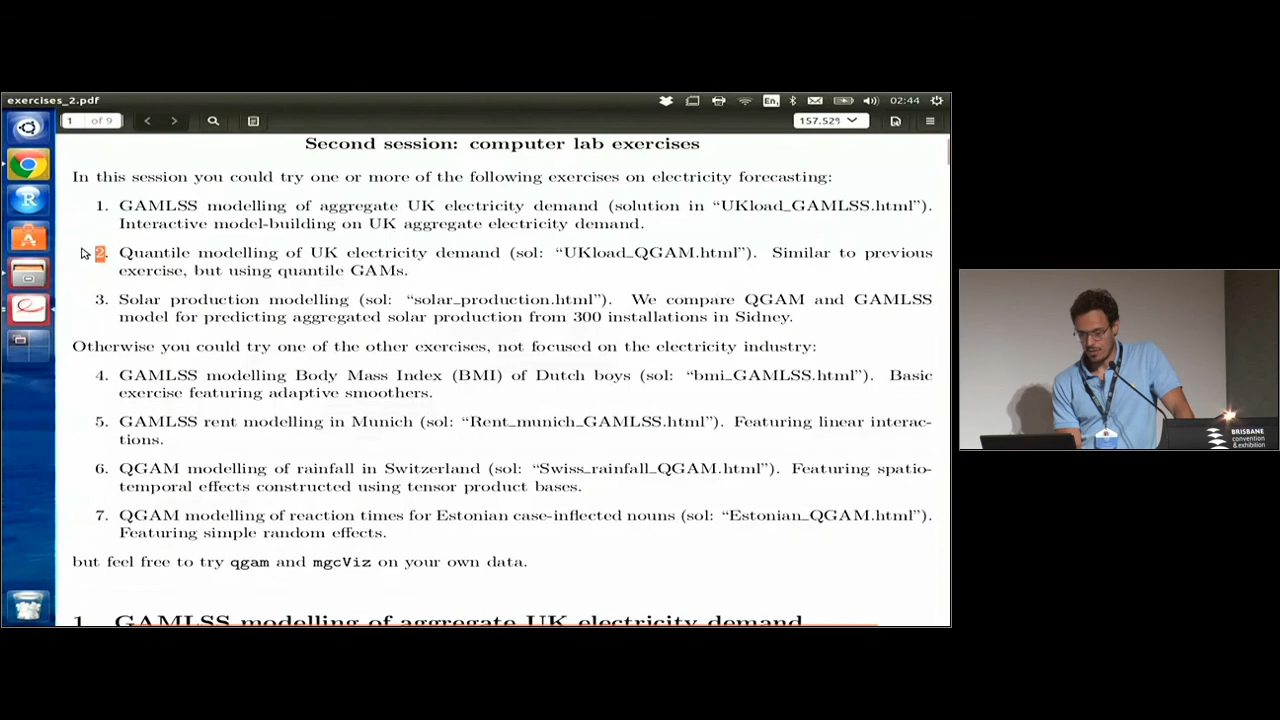 exercises_2.pdf
En
02:44
1 of 9
157.52%
Second session: computer lab exercises
In this session you could try one or more of the following exercises on electricity forecasting:
1. GAMLSS modelling of aggregate UK electricity demand (solution in “UKload_GAMLSS.html”).
Interactive model-building on UK aggregate electricity demand.
2. Quantile modelling of UK electricity demand (sol: “UKload_QGAM.html”). Similar to previous
exercise, but using quantile GAMs.
3. Solar production modelling (sol: “solar_production.html”). We compare QGAM and GAMLSS
model for predicting aggregated solar production from 300 installations in Sidney.
Otherwise you could try one of the other exercises, not focused on the electricity industry:
4. GAMLSS modelling Body Mass Index (BMI) of Dutch boys (sol: “bmi_GAMLSS.html”). Basic
exercise featuring adaptive smoothers.
5. GAMLSS rent modelling in Munich (sol: “Rent_munich_GAMLSS.html”). Featuring linear interac-
tions.
6. QGAM modelling of rainfall in Switzerland (sol: “Swiss_rainfall_QGAM.html”). Featuring spatio-
temporal effects constructed using tensor product bases.
7. QGAM modelling of reaction times for Estonian case-inflected nouns (sol: “Estonian_QGAM.html”).
Featuring simple random effects.
but feel free to try qgam and mgcViz on your own data.
1 GAMLSS modelling of aggregate UK electricity demand
BRISBANE
convention
& exhibition